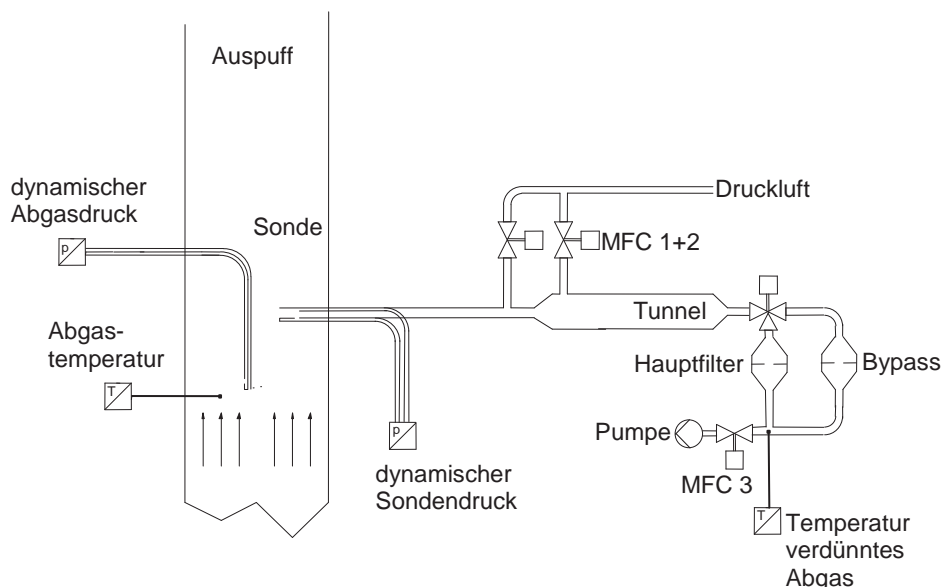 Auspuff
dynamischer
Abgasdruck
Sonde
Druckluft
p
MFC 1+2
Abgas-
temperatur
Tunnel
T
Hauptfilter
Bypass
p
Pumpe
dynamischer
Sondendruck
MFC 3
T
Temperatur
verdünntes
Abgas